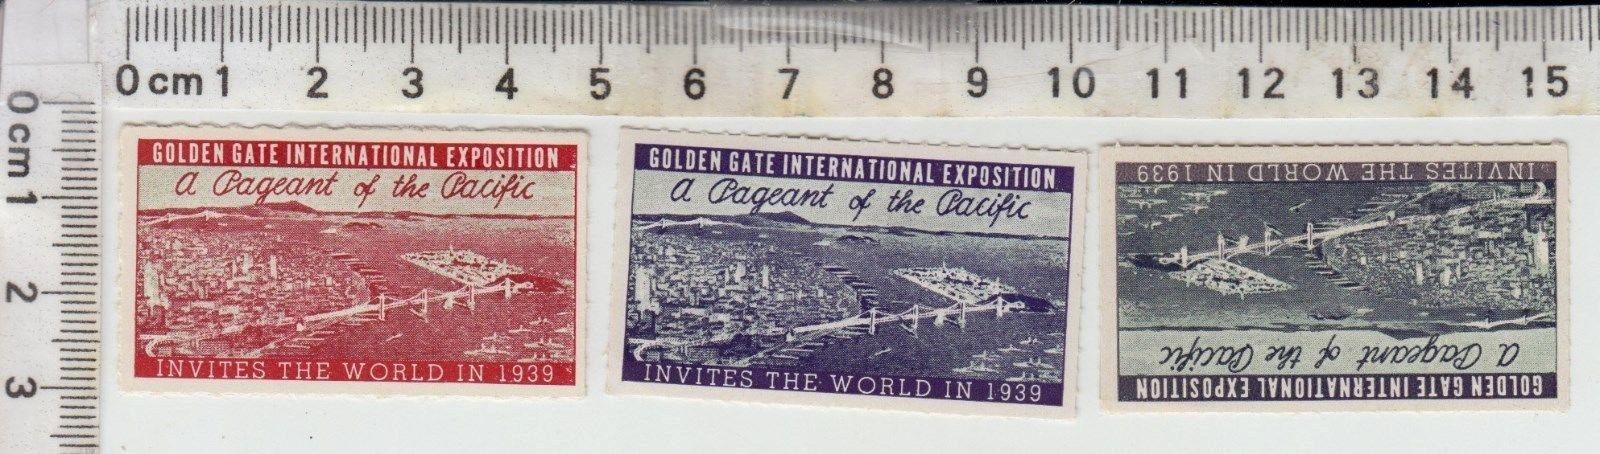 0 cm 1 2 3 4 5 6 7 8 9 10 11 12 13 14 15
0 cm 1 2 3
GOLDEN GATE INTERNATIONAL EXPOSITION
a Pageant of the Pacific
INVITES THE WORLD IN 1939
GOLDEN GATE INTERNATIONAL EXPOSITION
a Pageant of the Pacific
INVITES THE WORLD IN 1939
GOLDEN GATE INTERNATIONAL EXPOSITION
a Pageant of the Pacific
INVITES THE WORLD IN 1939